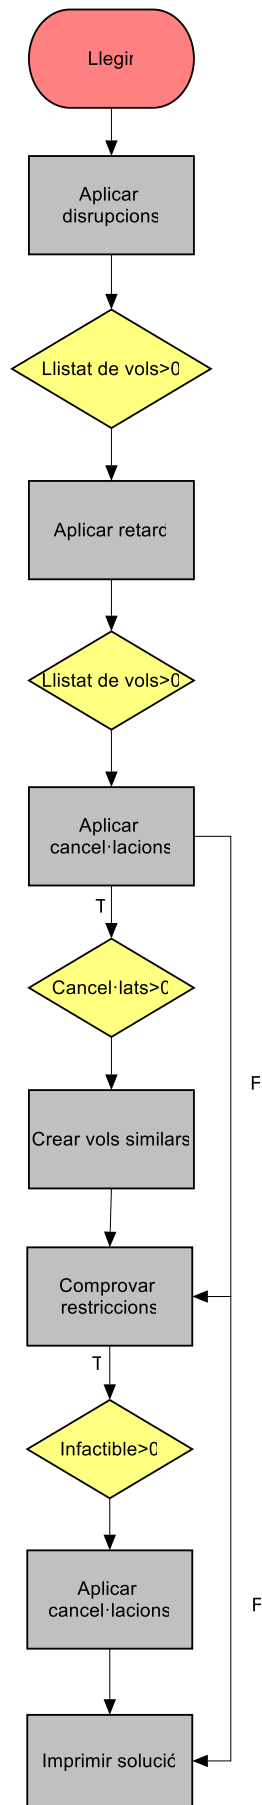 Llegir
Aplicar
disrupcions
Llistat de vols>0
Aplicar retard
Llistat de vols>0
Aplicar
cancel·lacions
T
Cancel·lats>0
F
Crear vols similars
Comprovar
restriccions
T
Infactible>0
Aplicar
cancel·lacions
F
Imprimir solució